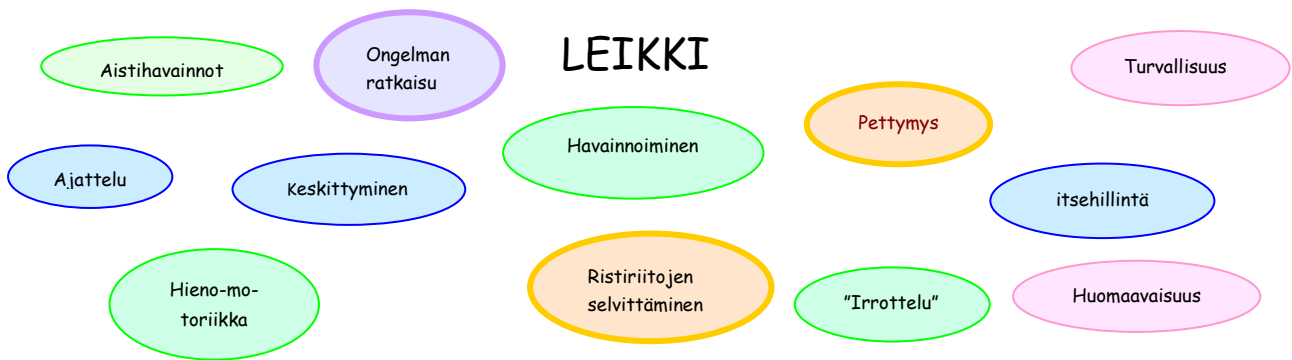 LEIKKI
Aistihavainnot
Ongelman
ratkaisu
Turvallisuus
Pettymys
Havainnoiminen
Ajattelu
Keskittyminen
itsehillintä
Hieno-mo-
toriikka
Ristiriitojen
selvittäminen
"Irrottelu"
Huomaavaisuus